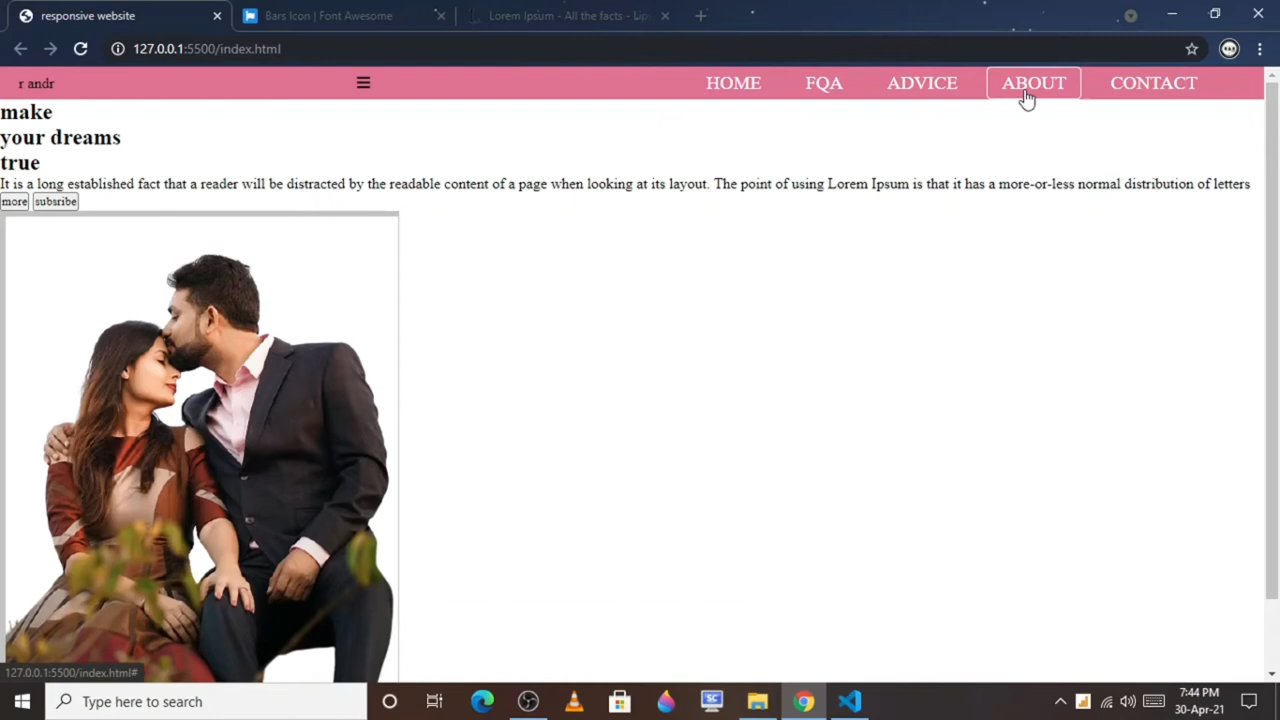 responsive website
Bars Icon | Font Awesome
Lorem Ipsum - All the facts - Lip
127.0.0.1:5500/index.html
r andr
HOME FQA ADVICE ABOUT CONTACT
make
your dreams
true
It is a long established fact that a reader will be distracted by the readable content of a page when looking at its layout. The point of using Lorem Ipsum is that it has a more-or-less normal distribution of letters
more subsribe
127.0.0.1:5500/index.html#
Type here to search
SC
7:44 PM
30-Apr-21